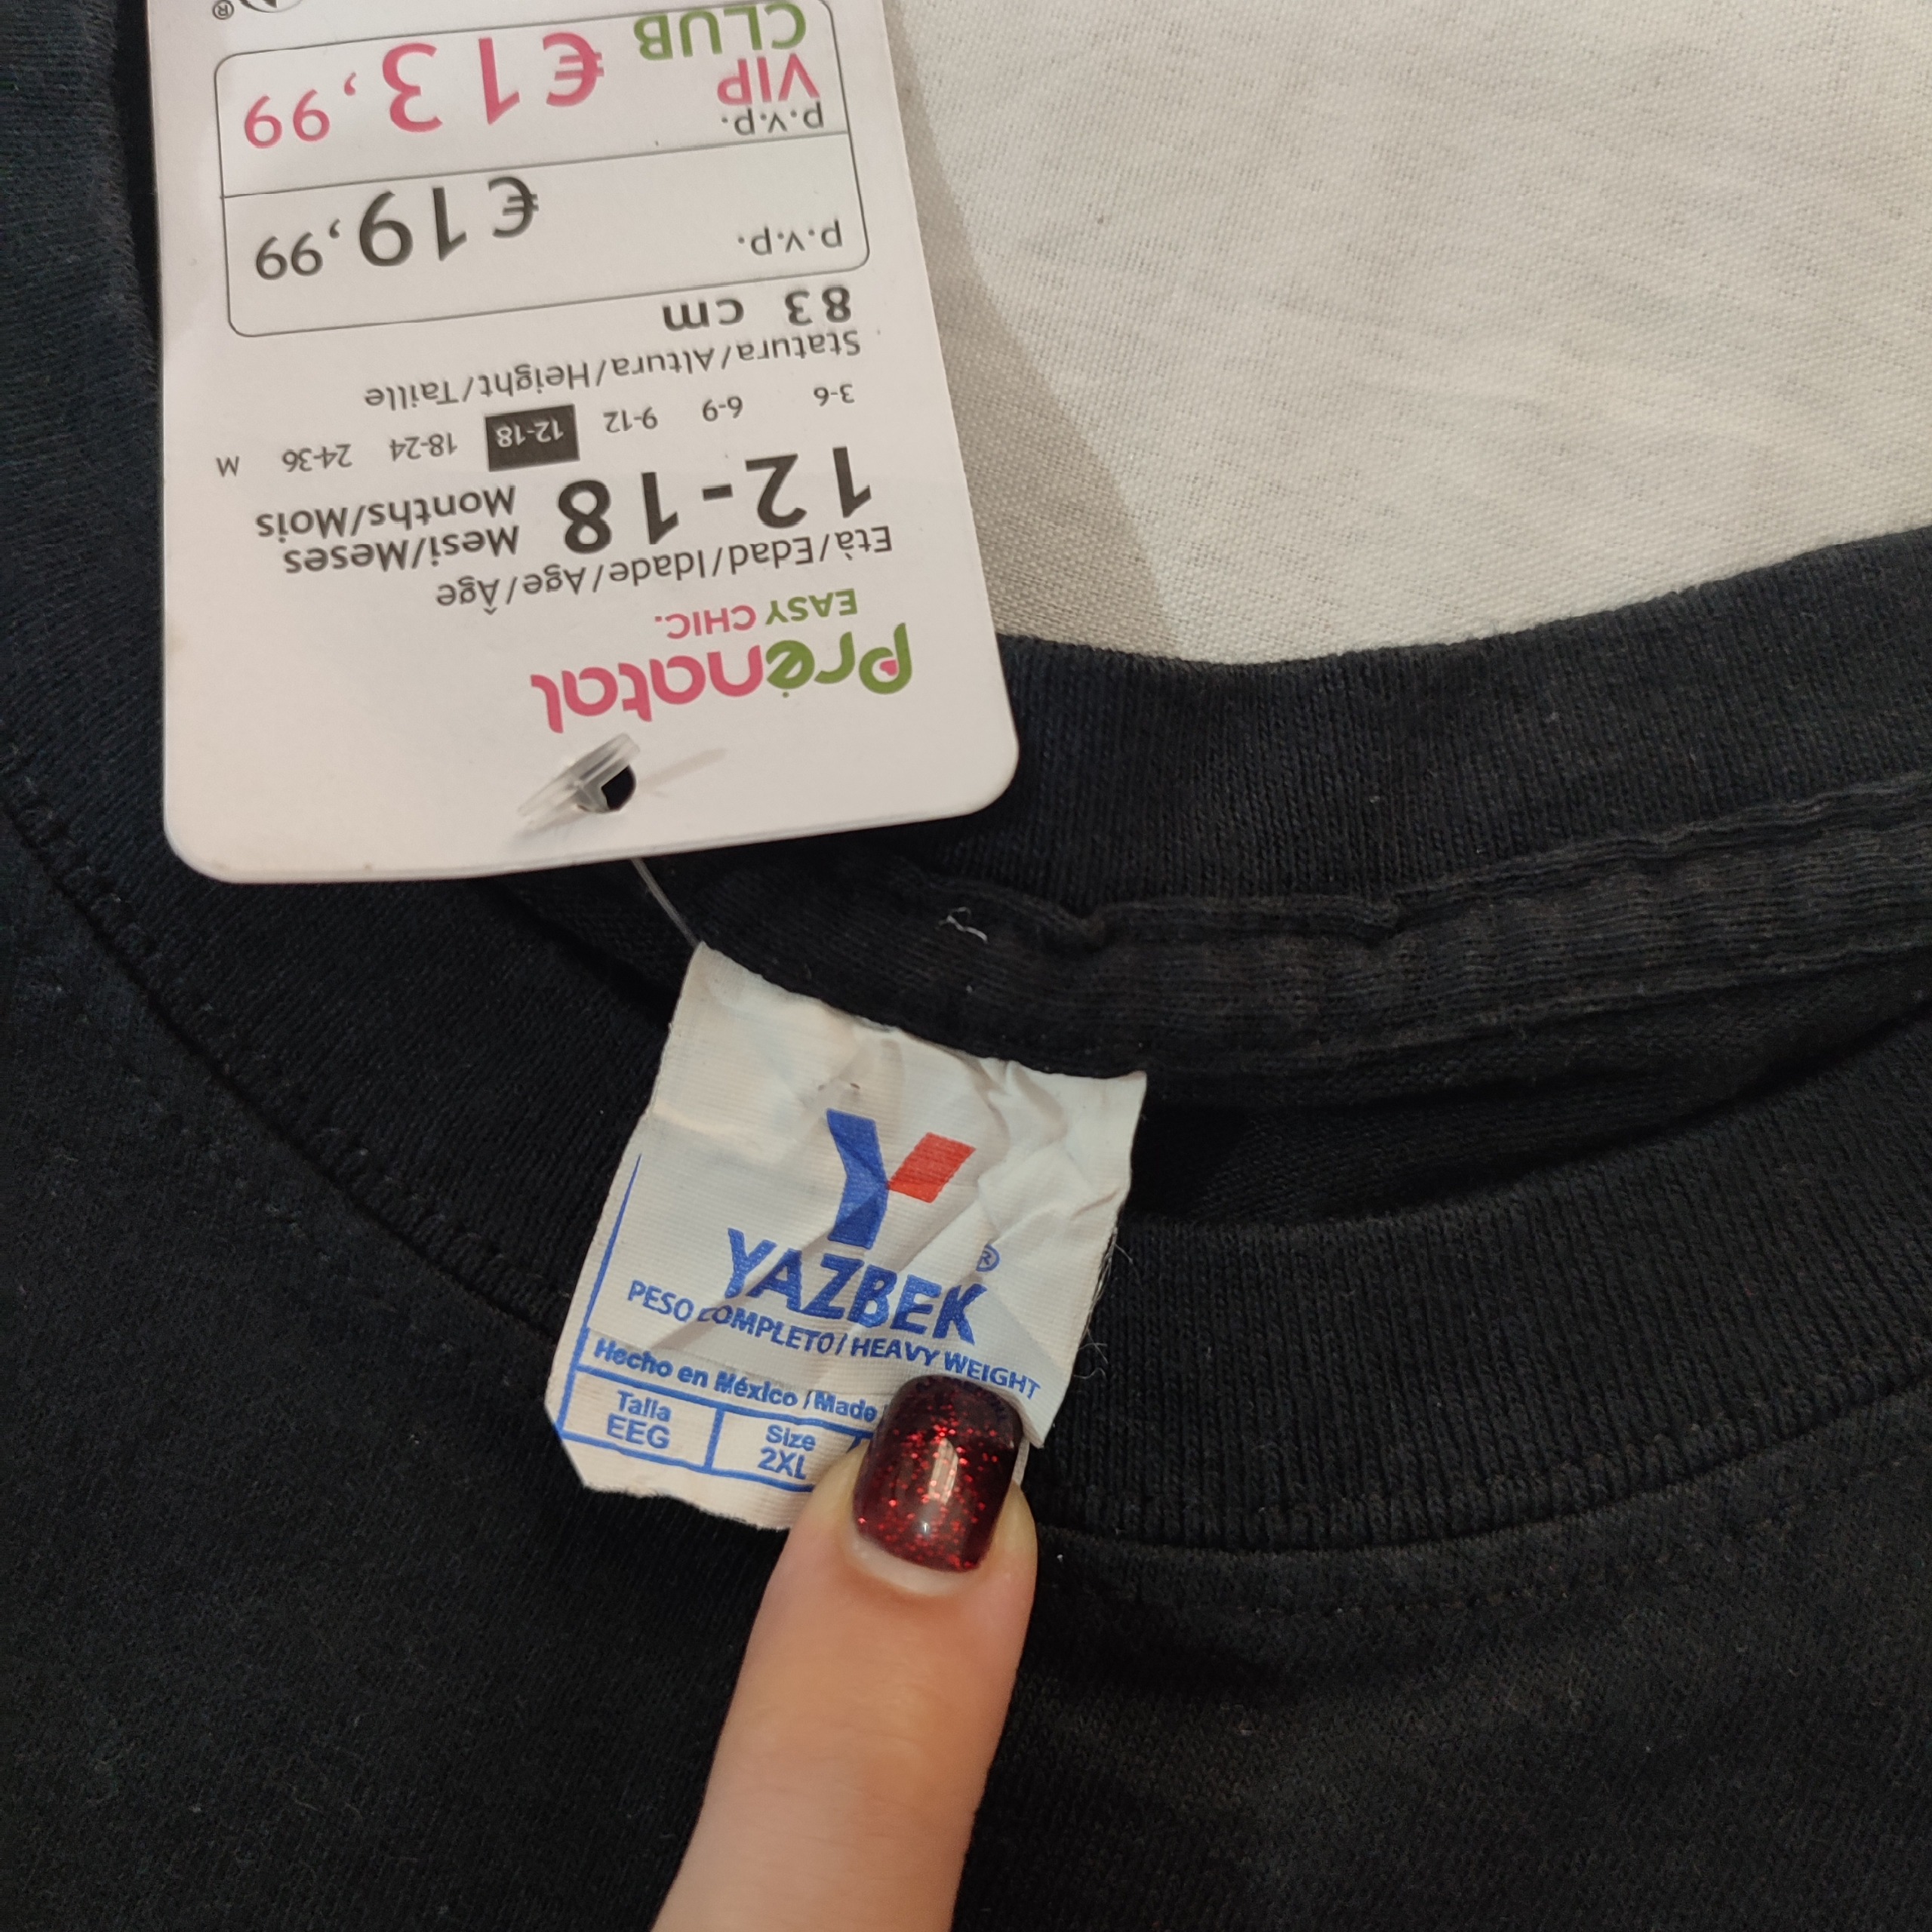 Prénatal
EASY CHIC.
Età/Edad/Idade/Age/Âge
12-18 Mesi/Meses
Months/Mois
3-6 6-9 9-12 12-18 18-24 24-36 M
Statura/Altura/Height/Taille
83 cm
p.v.p. €19,99
p.v.p.
VIP
CLUB €13,99
®
Y
YAZBEK ®
PESO COMPLETO / HEAVY WEIGHT
Hecho en México / Made
Talla
EEG
Size
2XL